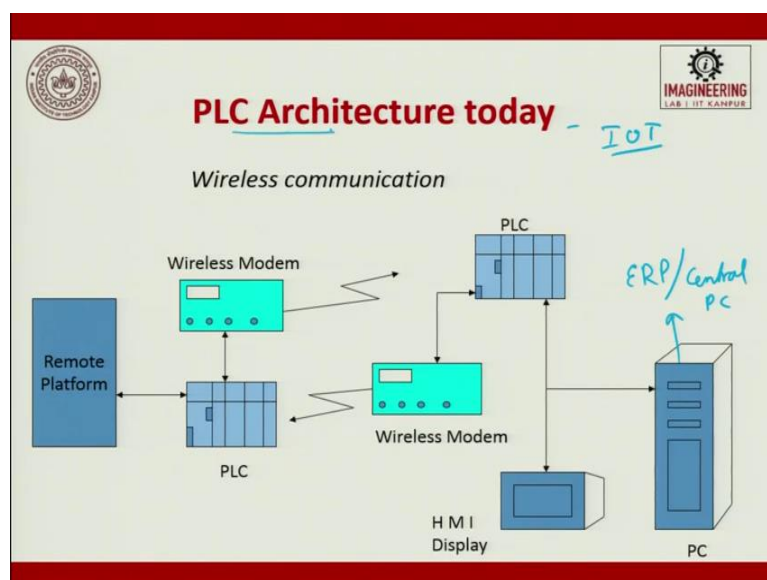 IMAGINEERING
LAB | IIT KANPUR
PLC Architecture today - IOT
Wireless communication
PLC
Wireless Modem
ERP/Central
PC
Remote
Platform
Wireless Modem
PLC
H M I
Display
PC